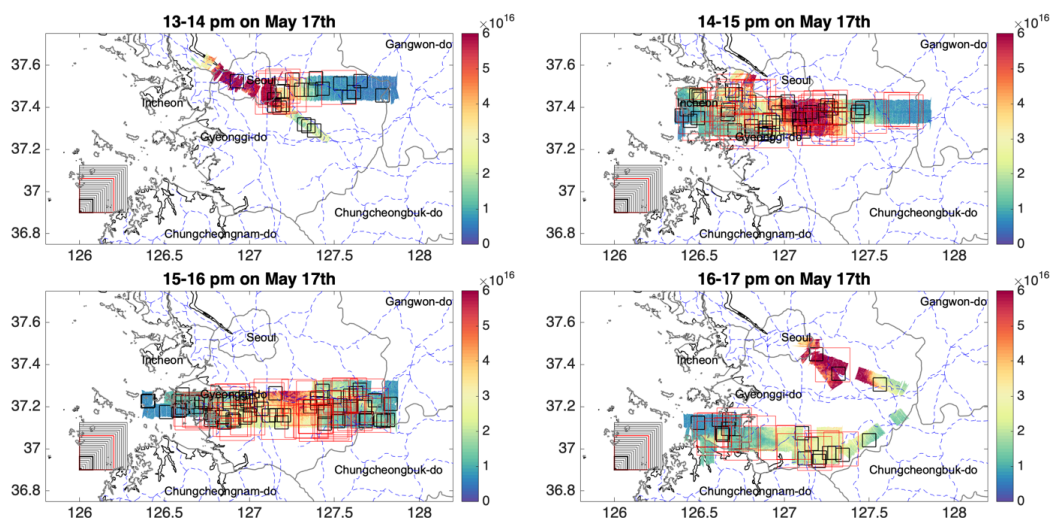 13-14 pm on May 17th
×10^16
Gangwon-do
37.6
37.4
37.2
37
36.8
Seoul
Incheon
Gyeonggi-do
Chungcheongbuk-do
Chungcheongnam-do
126
126.5
127
127.5
128
6
5
4
3
2
1
0
14-15 pm on May 17th
×10^16
Gangwon-do
37.6
37.4
37.2
37
36.8
Seoul
Incheon
Gyeonggi-do
Chungcheongbuk-do
Chungcheongnam-do
126
126.5
127
127.5
128
6
5
4
3
2
1
0
15-16 pm on May 17th
×10^16
Gangwon-do
37.6
37.4
37.2
37
36.8
Seoul
Incheon
Gyeonggi-do
Chungcheongbuk-do
Chungcheongnam-do
126
126.5
127
127.5
128
6
5
4
3
2
1
0
16-17 pm on May 17th
×10^16
Gangwon-do
37.6
37.4
37.2
37
36.8
Seoul
Incheon
Gyeonggi-do
Chungcheongbuk-do
Chungcheongnam-do
126
126.5
127
127.5
128
6
5
4
3
2
1
0